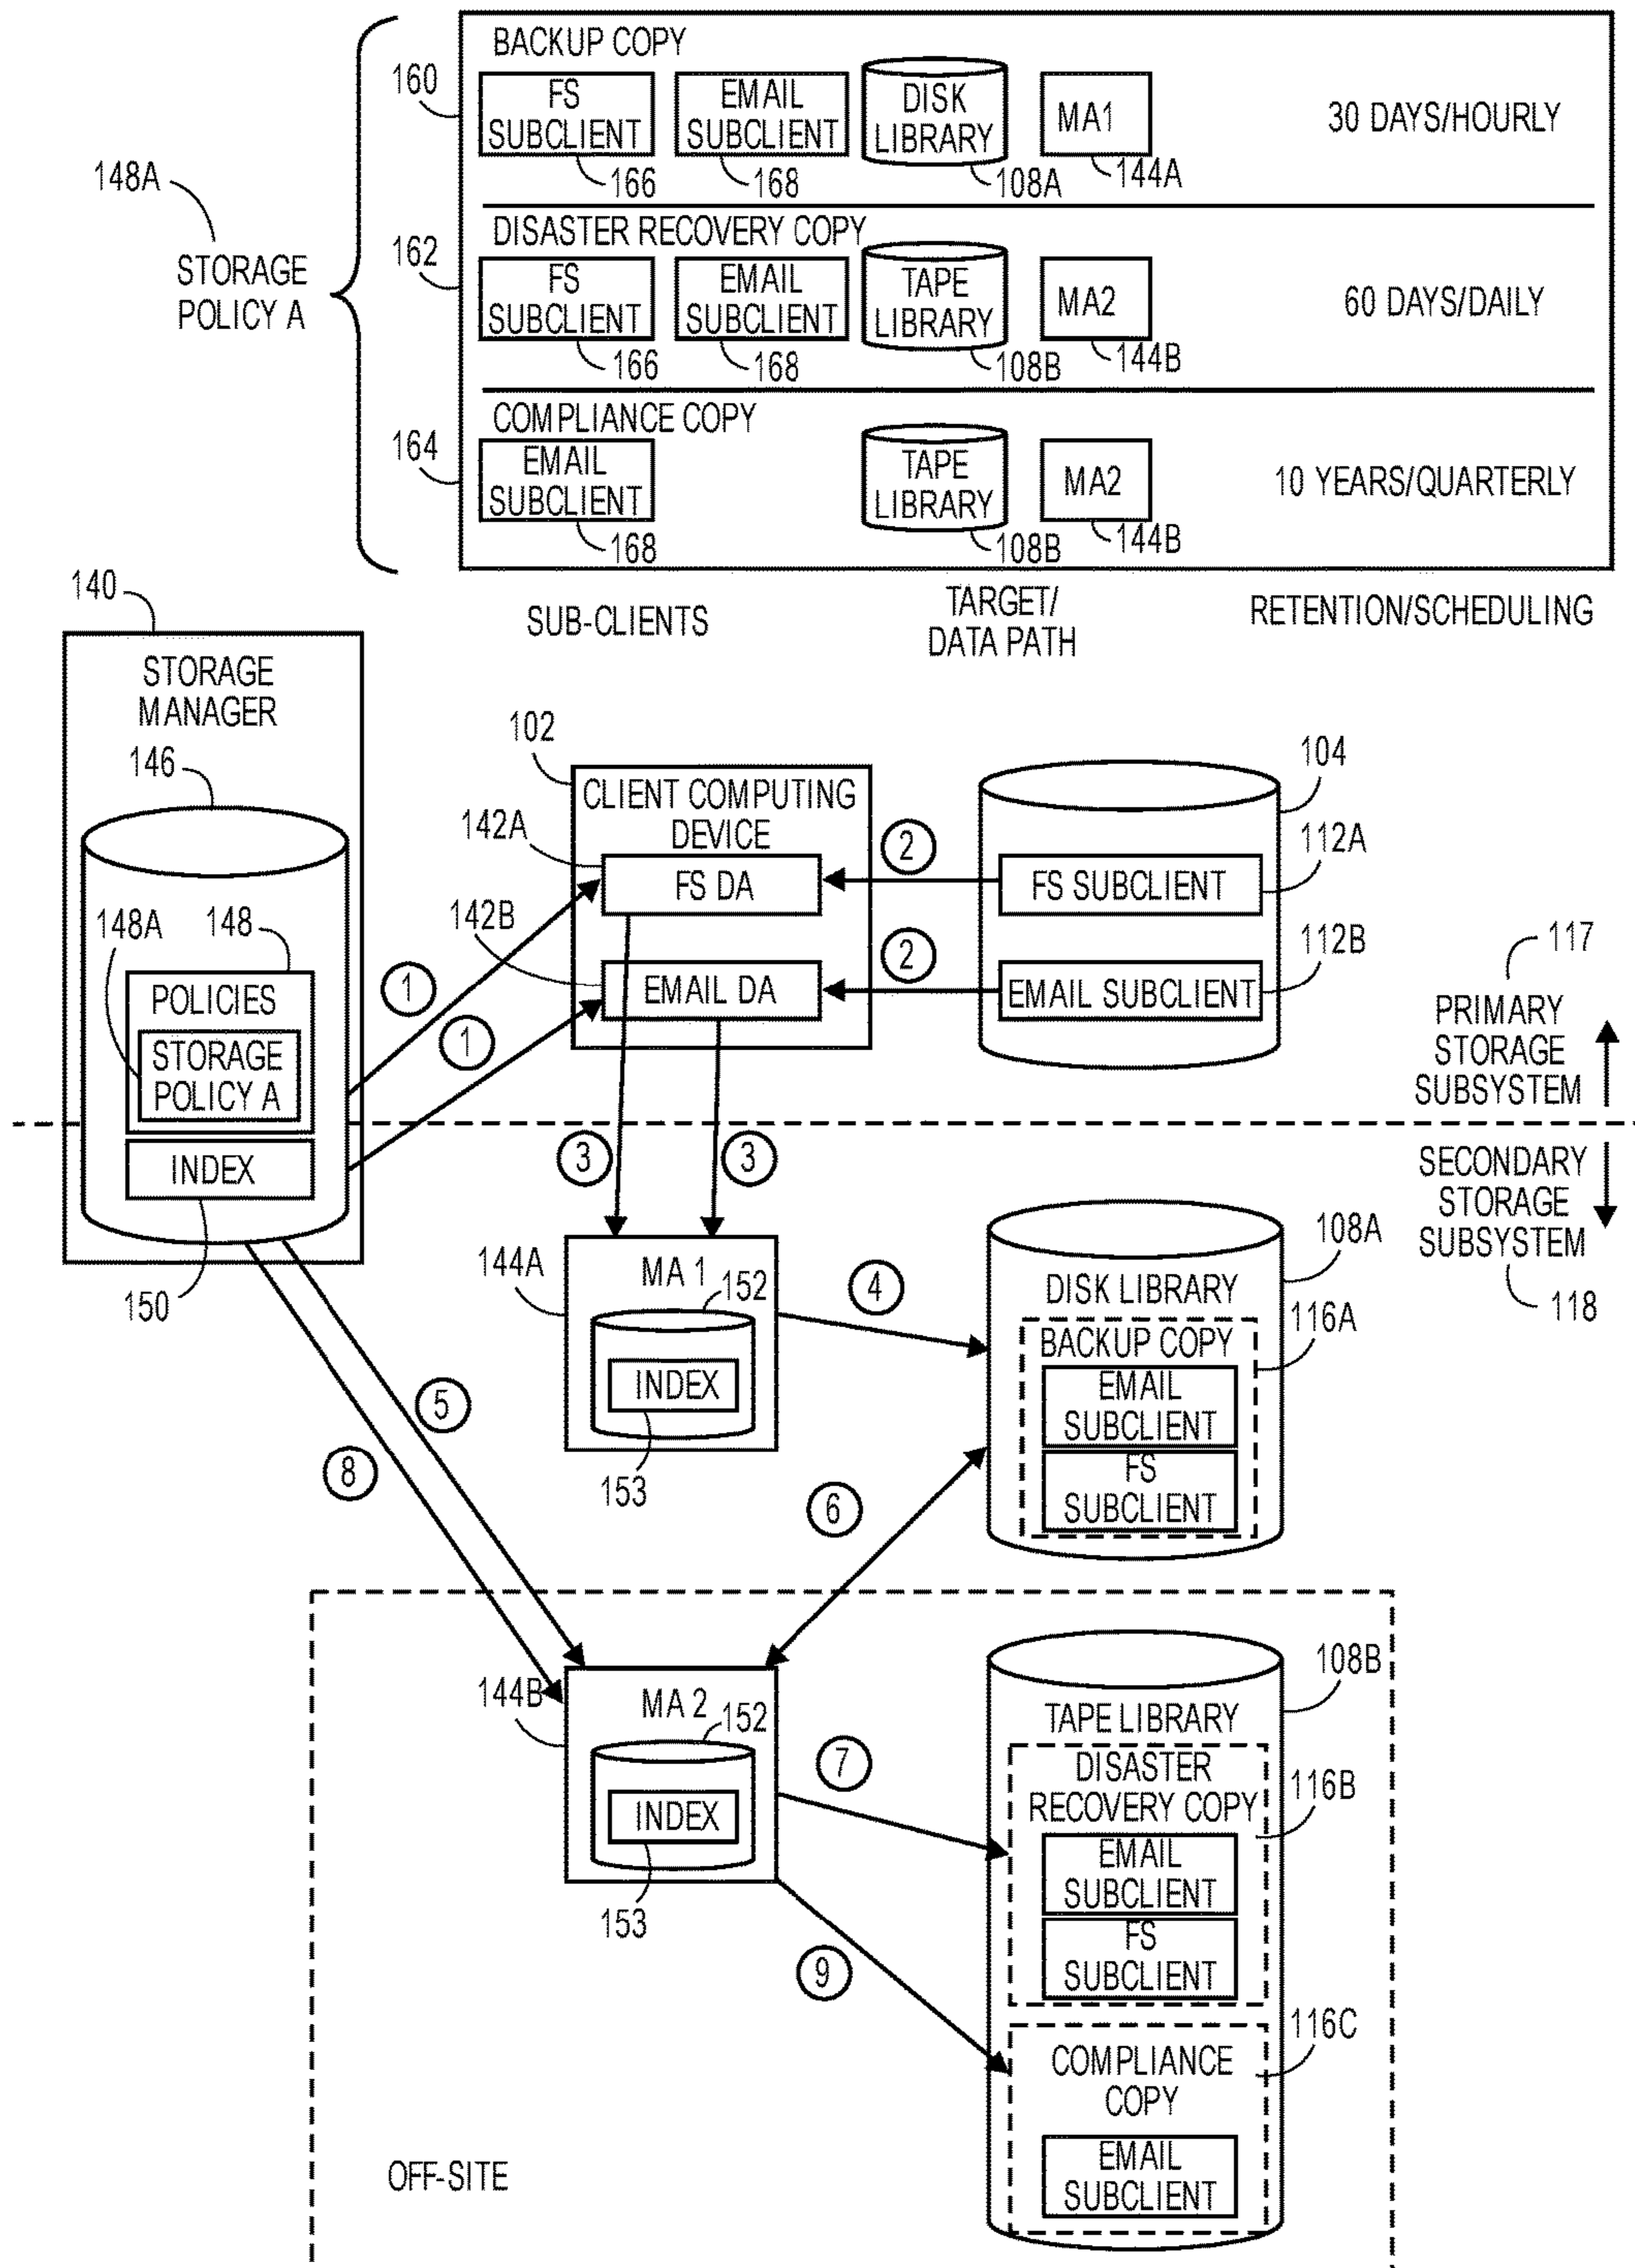 BACKUP COPY
160
FS
SUBCLIENT
166
EMAIL
SUBCLIENT
168
DISK
LIBRARY
108A
MA1
144A
30 DAYS/HOURLY
148A
STORAGE
POLICY A
DISASTER RECOVERY COPY
162
FS
SUBCLIENT
166
EMAIL
SUBCLIENT
168
TAPE
LIBRARY
108B
MA2
144B
60 DAYS/DAILY
COMPLIANCE COPY
164
EMAIL
SUBCLIENT
168
TAPE
LIBRARY
108B
MA2
144B
10 YEARS/QUARTERLY
SUB-CLIENTS
TARGET/
DATA PATH
RETENTION/SCHEDULING
140
STORAGE
MANAGER
146
148A
148
POLICIES
STORAGE
POLICY A
INDEX
150
1
1
102
CLIENT COMPUTING
DEVICE
142A
FS DA
142B
EMAIL DA
2
2
104
FS SUBCLIENT
112A
EMAIL SUBCLIENT
112B
117
PRIMARY
STORAGE
SUBSYSTEM
SECONDARY
STORAGE
SUBSYSTEM
118
3
3
144A
MA 1
152
INDEX
153
4
108A
DISK LIBRARY
BACKUP COPY
116A
EMAIL
SUBCLIENT
FS
SUBCLIENT
5
8
6
144B
MA 2
152
INDEX
153
7
9
108B
TAPE LIBRARY
DISASTER
RECOVERY COPY
116B
EMAIL
SUBCLIENT
FS
SUBCLIENT
116C
COMPLIANCE
COPY
EMAIL
SUBCLIENT
OFF-SITE